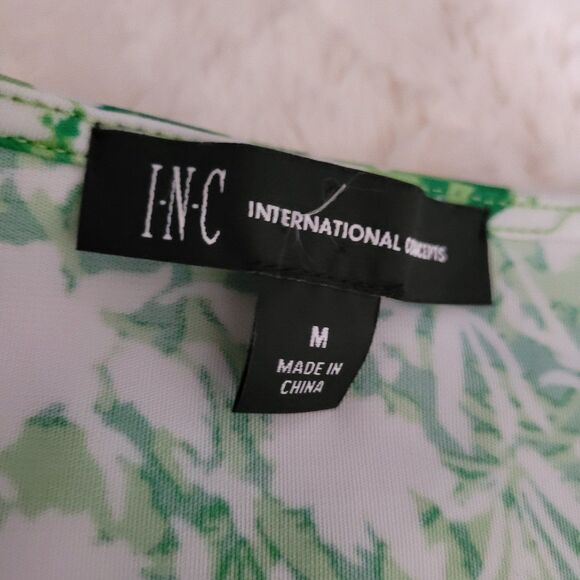 I·N·C INTERNATIONAL CONCEPTS
M
MADE IN
CHINA